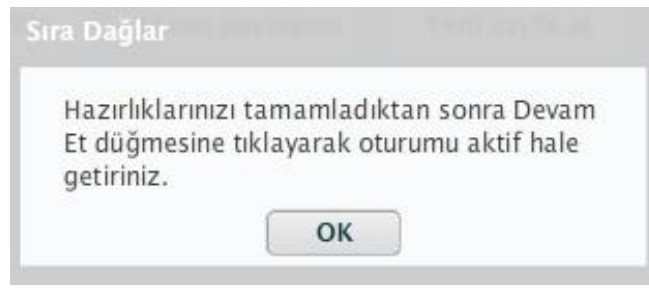 Sıra Dağlar
Hazırlıklarınızı tamamladıktan sonra Devam
Et düğmesine tıklayarak oturumu aktif hale
getiriniz.
OK